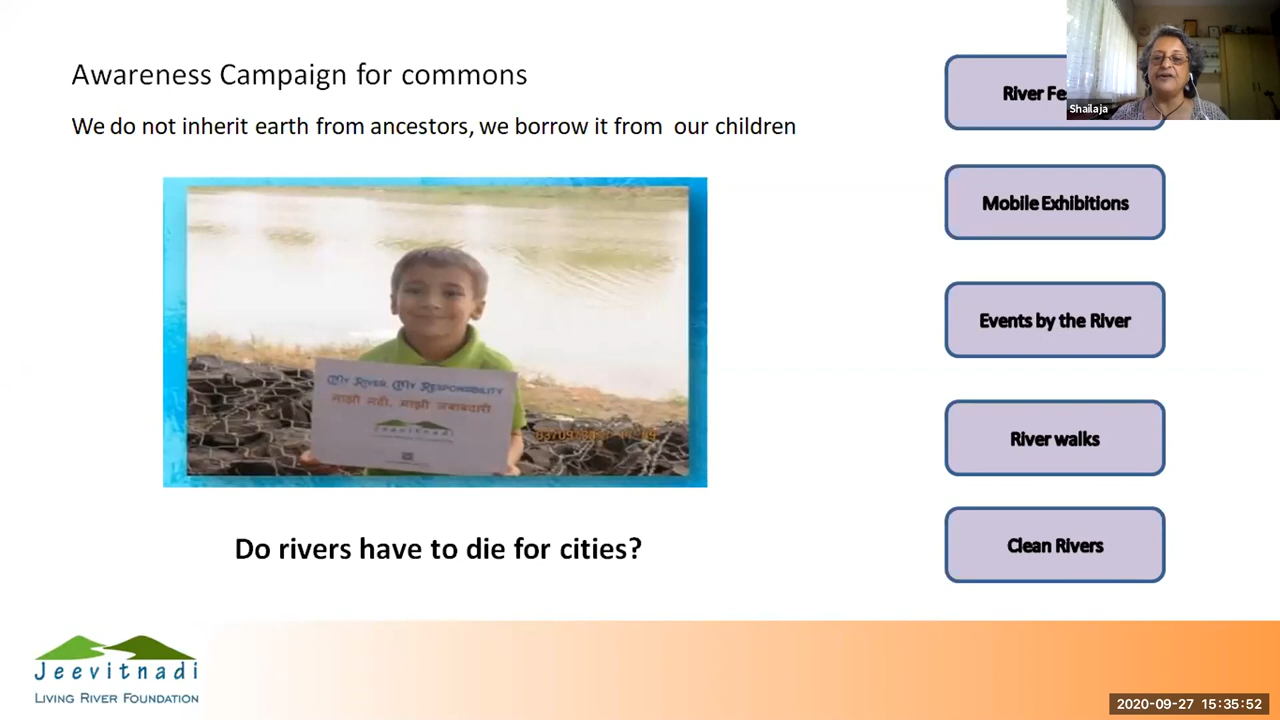 Awareness Campaign for commons
We do not inherit earth from ancestors, we borrow it from our children
My River, My Responsibility
माझी नदी, माझी जबाबदारी
Jeevitnadi
Do rivers have to die for cities?
River Fe
Shailaja
Mobile Exhibitions
Events by the River
River walks
Clean Rivers
Jeevitnadi
Living River Foundation
2020-09-27 15:35:52